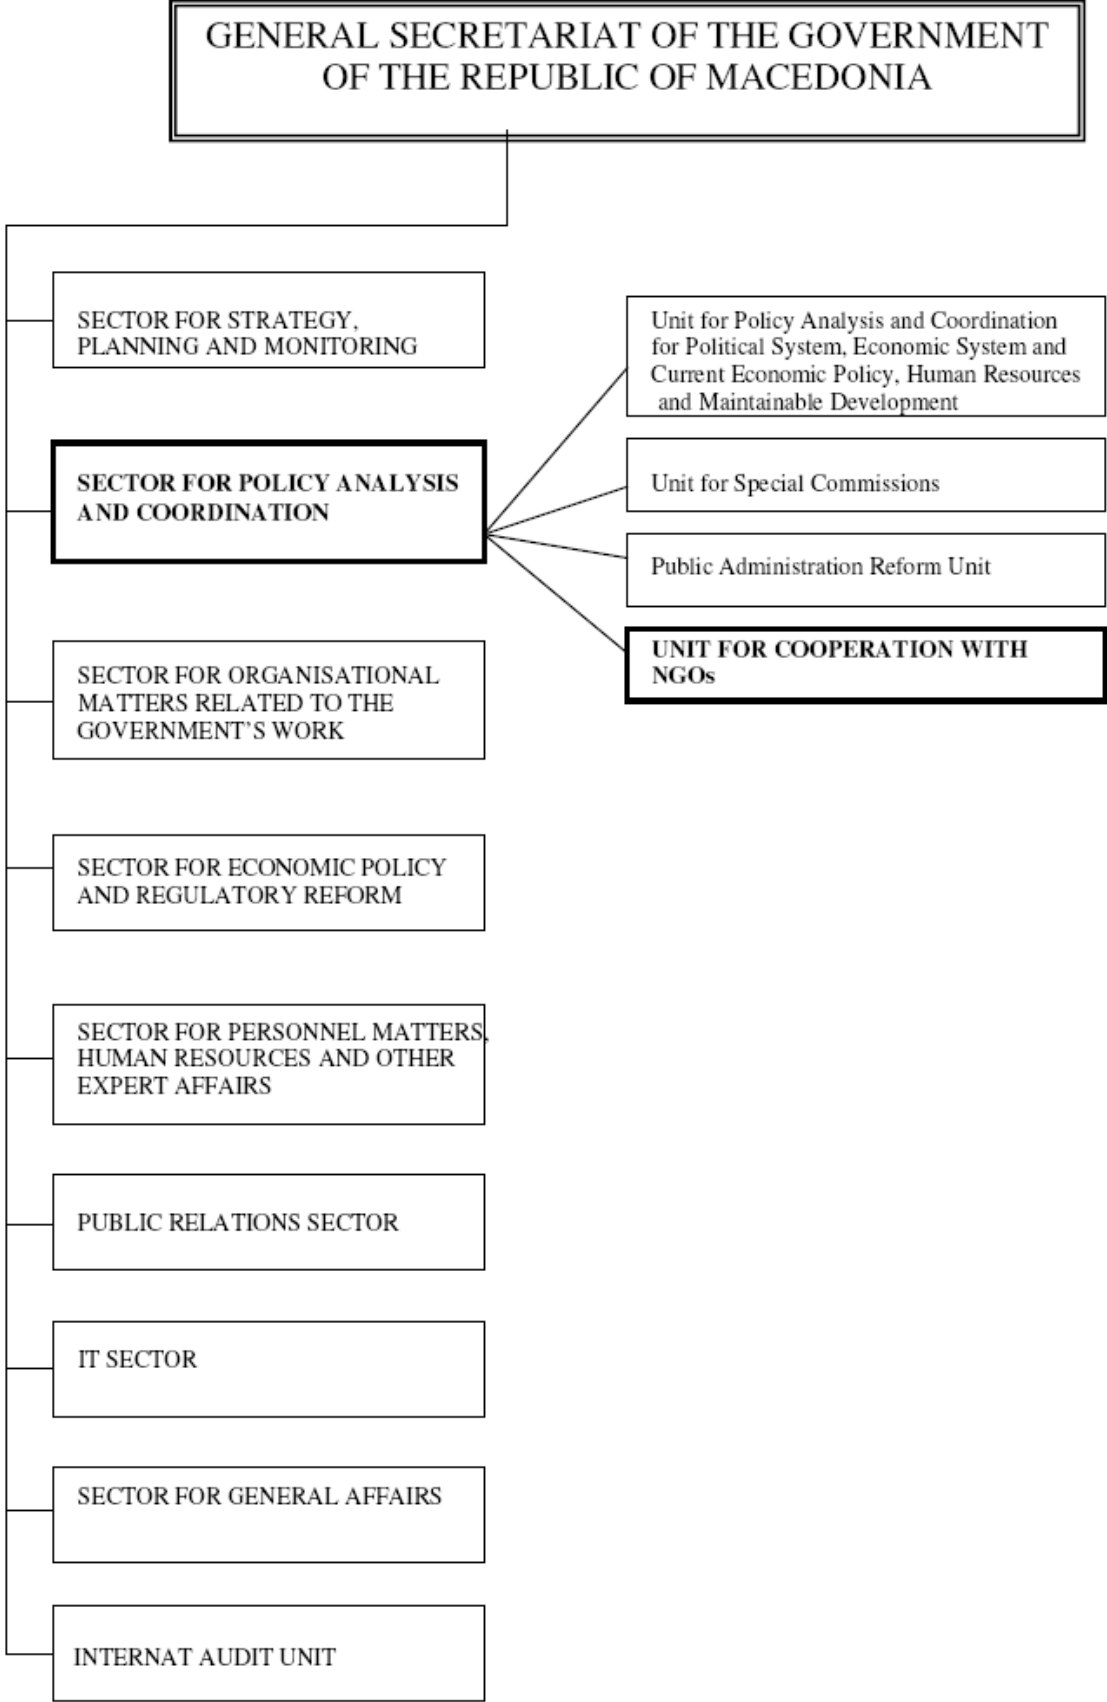 GENERAL SECRETARIAT OF THE GOVERNMENT
OF THE REPUBLIC OF MACEDONIA
SECTOR FOR STRATEGY,
PLANNING AND MONITORING
SECTOR FOR POLICY ANALYSIS
AND COORDINATION
Unit for Policy Analysis and Coordination
for Political System, Economic System and
Current Economic Policy, Human Resources
and Maintainable Development
Unit for Special Commissions
Public Administration Reform Unit
UNIT FOR COOPERATION WITH
NGOs
SECTOR FOR ORGANISATIONAL
MATTERS RELATED TO THE
GOVERNMENT’S WORK
SECTOR FOR ECONOMIC POLICY
AND REGULATORY REFORM
SECTOR FOR PERSONNEL MATTERS,
HUMAN RESOURCES AND OTHER
EXPERT AFFAIRS
PUBLIC RELATIONS SECTOR
IT SECTOR
SECTOR FOR GENERAL AFFAIRS
INTERNAT AUDIT UNIT